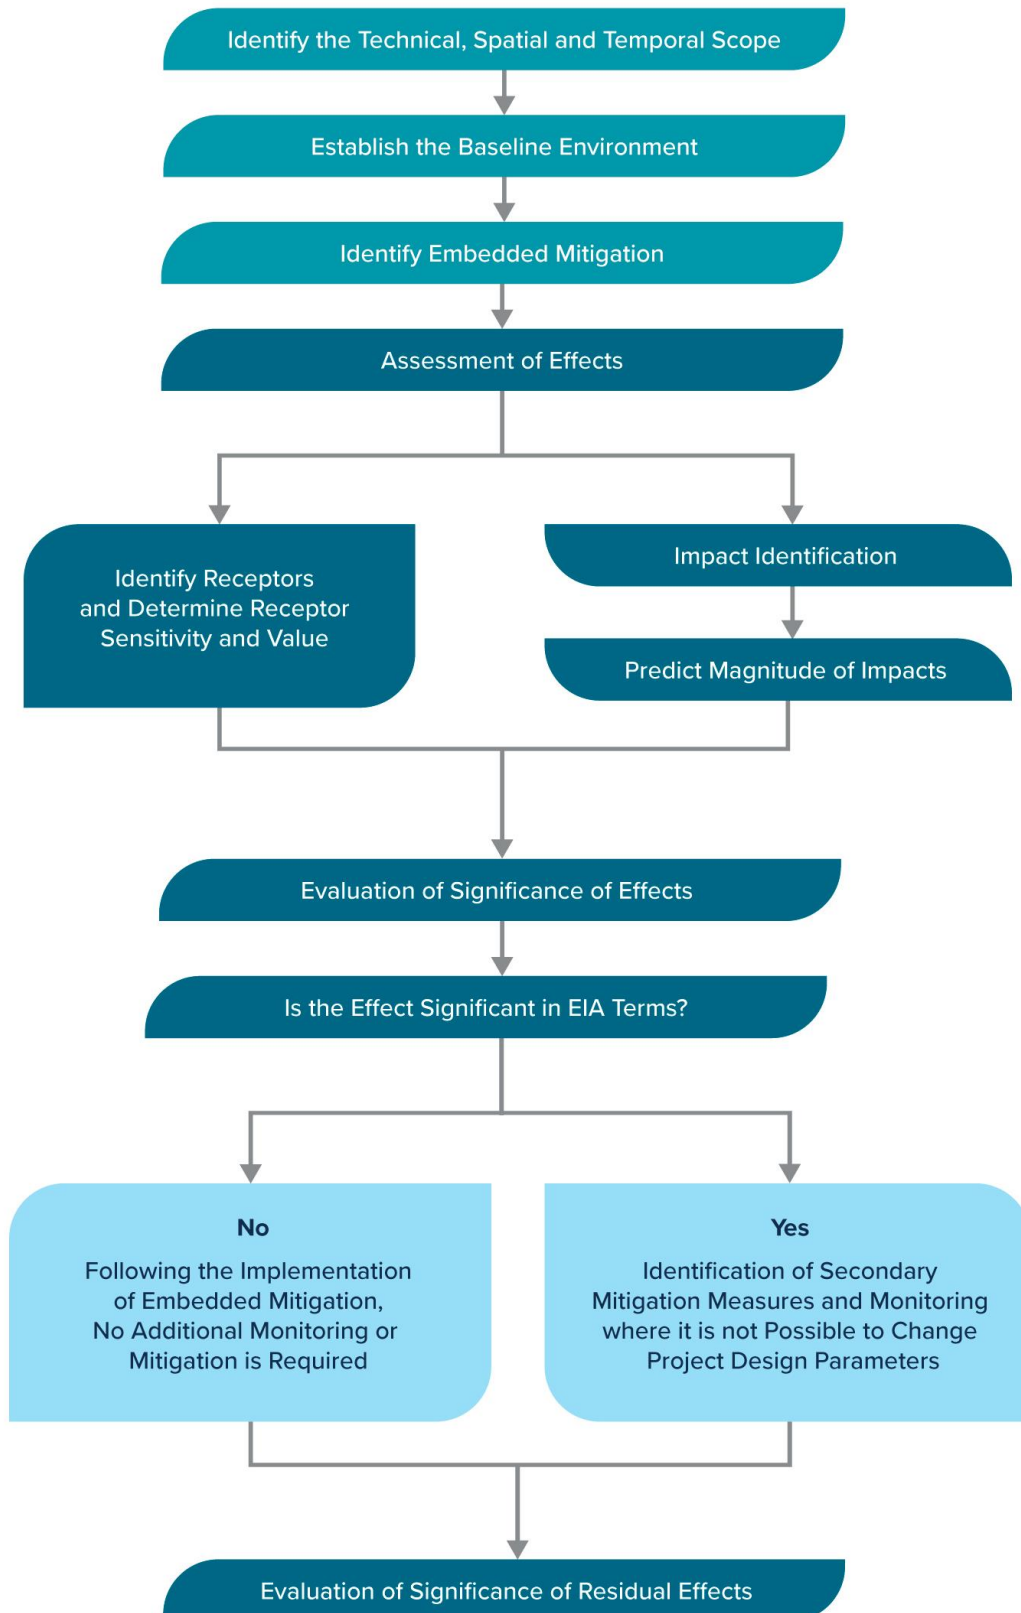 Identify the Technical, Spatial and Temporal Scope
Establish the Baseline Environment
Identify Embedded Mitigation
Assessment of Effects
Identify Receptors
and Determine Receptor
Sensitivity and Value
Impact Identification
Predict Magnitude of Impacts
Evaluation of Significance of Effects
Is the Effect Significant in EIA Terms?
No
Following the Implementation
of Embedded Mitigation,
No Additional Monitoring or
Mitigation is Required
Yes
Identification of Secondary
Mitigation Measures and Monitoring
where it is not Possible to Change
Project Design Parameters
Evaluation of Significance of Residual Effects